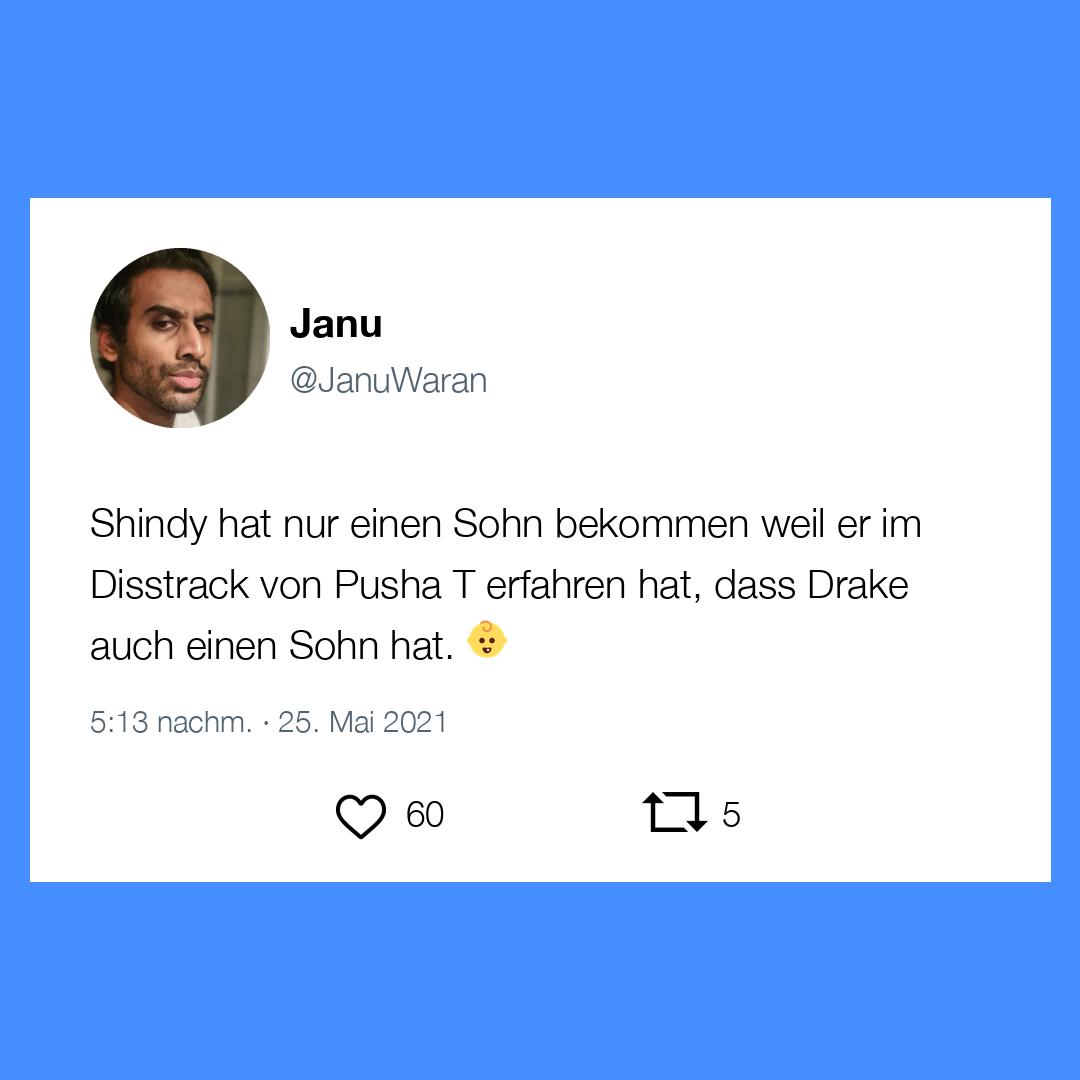 Janu
@JanuWaran
Shindy hat nur einen Sohn bekommen weil er im
Disstrack von Pusha T erfahren hat, dass Drake
auch einen Sohn hat. 👶
5:13 nachm. · 25. Mai 2021
60
5